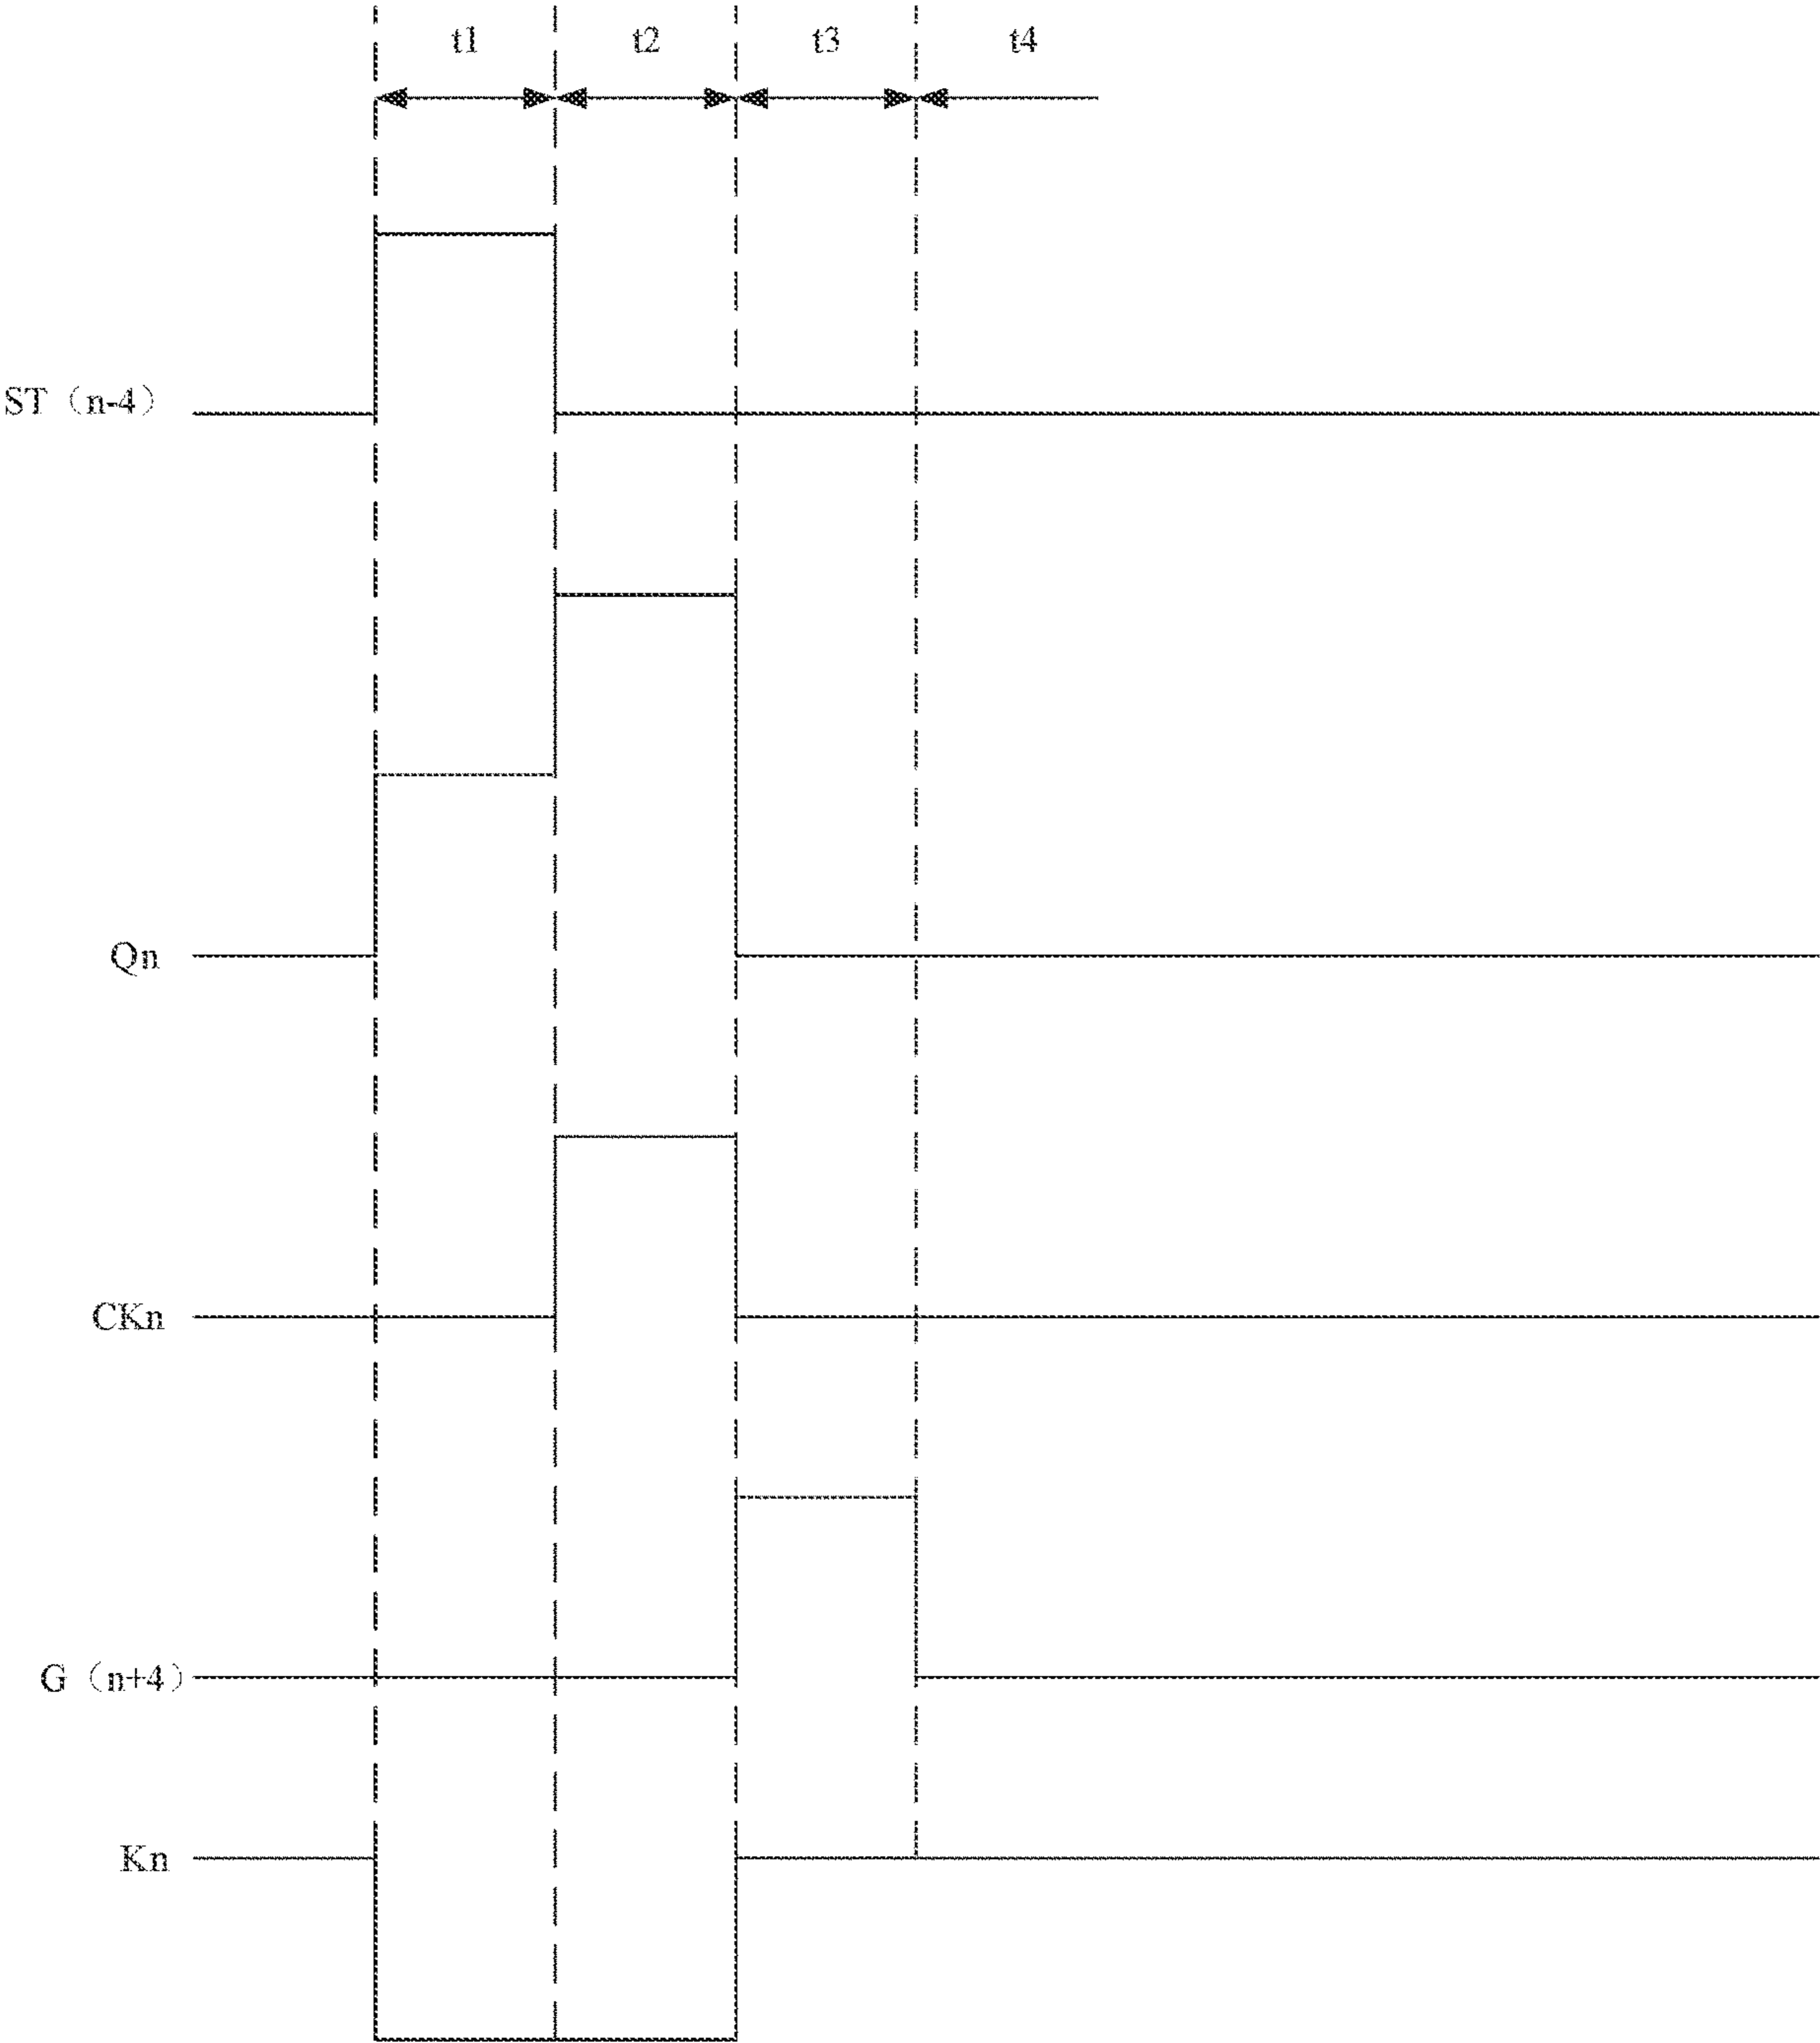 t1 t2 t3 t4
ST（n-4）
Qn
CKn
G（n+4）
Kn